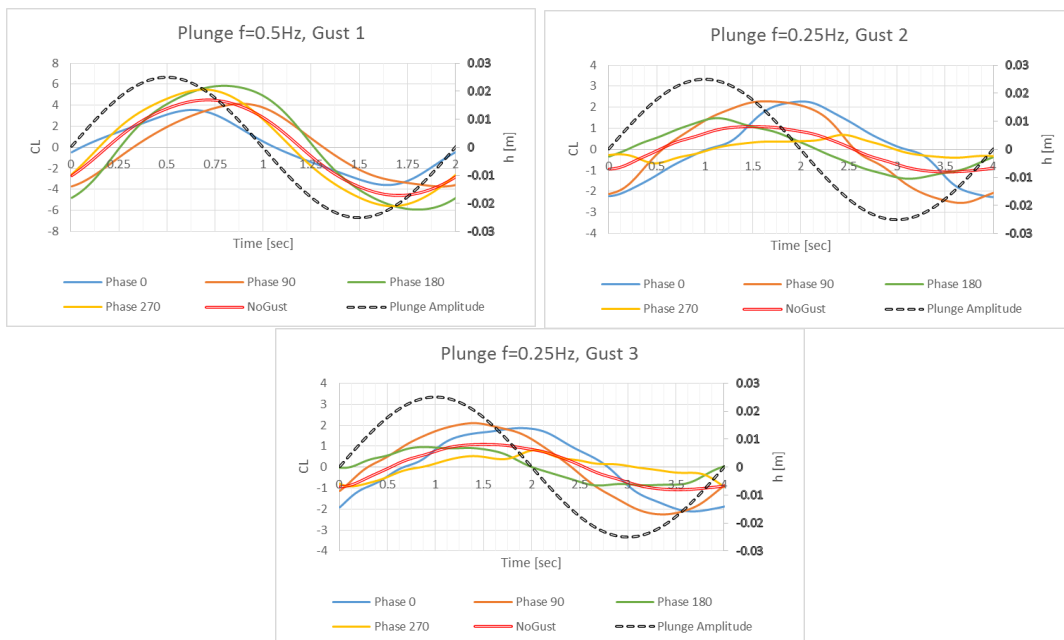 Plunge f=0.5Hz, Gust 1
8
6
4
2
0
-2
-4
-6
-8
CL
0 0.25 0.5 0.75 1 1.25 1.5 1.75 2
0.03
0.02
0.01
0
-0.01
-0.02
-0.03
h [m]
Time [sec]
Phase 0 Phase 90 Phase 180
Phase 270 NoGust Plunge Amplitude
Plunge f=0.25Hz, Gust 2
4
3
2
1
0
-1
-2
-3
-4
CL
0 0.5 1 1.5 2 2.5 3 3.5 4
0.03
0.02
0.01
0
-0.01
-0.02
-0.03
h [m]
Time [sec]
Phase 0 Phase 90 Phase 180
Phase 270 NoGust Plunge Amplitude
Plunge f=0.25Hz, Gust 3
4
3
2
1
0
-1
-2
-3
-4
CL
0 0.5 1 1.5 2 2.5 3 3.5 4
0.03
0.02
0.01
0
-0.01
-0.02
-0.03
h [m]
Time [sec]
Phase 0 Phase 90 Phase 180
Phase 270 NoGust Plunge Amplitude